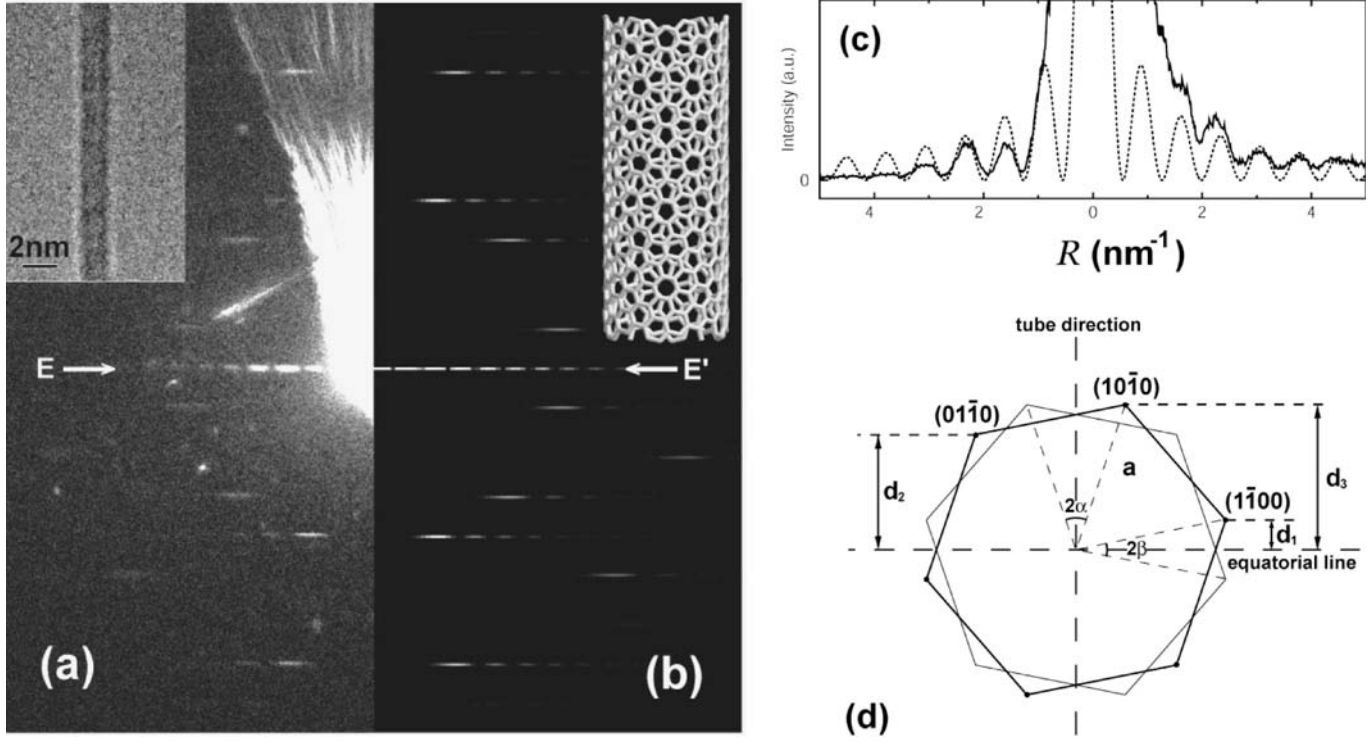 2nm
E
E'
(a)
(b)
(c)
Intensity (a.u.)
0
4 2 0 2 4
R (nm⁻¹)
tube direction
(011̄0)
(101̄0)
(11̄00)
a
2α
2β
d₁
d₂
d₃
equatorial line
(d)